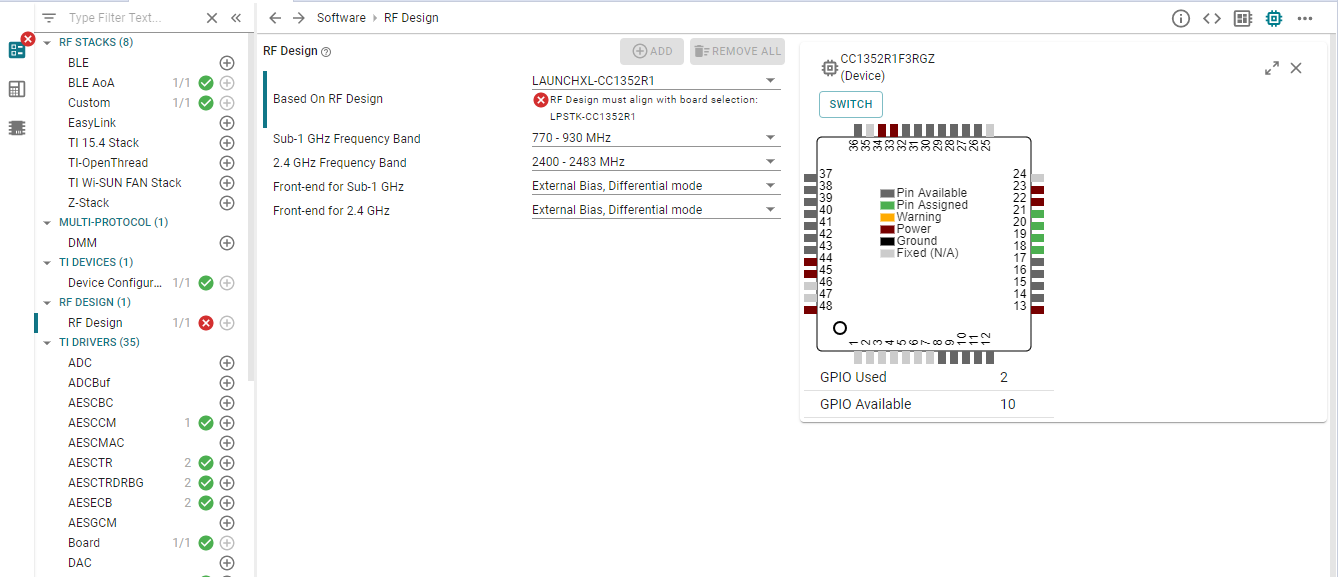 Type Filter Text...
Software
RF Design
RF STACKS (8)
BLE
BLE AoA 1/1
Custom 1/1
EasyLink
TI 15.4 Stack
TI-OpenThread
TI Wi-SUN FAN Stack
Z-Stack
MULTI-PROTOCOL (1)
DMM
TI DEVICES (1)
Device Configur... 1/1
RF DESIGN (1)
RF Design 1/1
TI DRIVERS (35)
ADC
ADCBuf
AESCBC
AESCCM 1
AESCMAC
AESCTR 2
AESCTRDRBG 2
AESECB 2
AESGCM
Board 1/1
DAC
RF Design
ADD
REMOVE ALL
Based On RF Design
LAUNCHXL-CC1352R1
RF Design must align with board selection:
LPSTK-CC1352R1
Sub-1 GHz Frequency Band
770 - 930 MHz
2.4 GHz Frequency Band
2400 - 2483 MHz
Front-end for Sub-1 GHz
External Bias, Differential mode
Front-end for 2.4 GHz
External Bias, Differential mode
CC1352R1F3RGZ
(Device)
SWITCH
36 35 34 33 32 31 30 29 28 27 26 25
37
38
39
40
41
42
43
44
45
46
47
48
Pin Available
Pin Assigned
Warning
Power
Ground
Fixed (N/A)
24
23
22
21
20
19
18
17
16
15
14
13
1 2 3 4 5 6 7 8 9 10 11 12
GPIO Used 2
GPIO Available 10